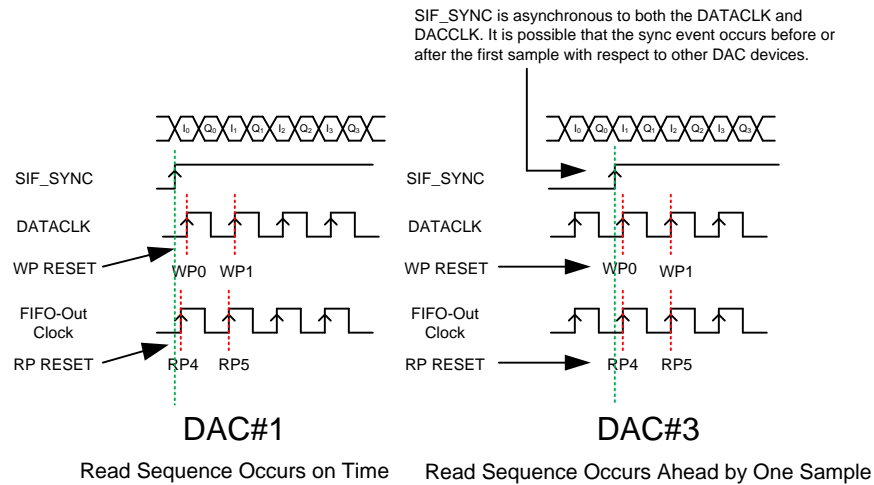 SIF_SYNC is asynchronous to both the DATACLK and
DACCLK. It is possible that the sync event occurs before or
after the first sample with respect to other DAC devices.
I0 Q0 I1 Q1 I2 Q2 I3 Q3
SIF_SYNC
DATACLK
WP RESET
WP0 WP1
FIFO-Out
Clock
RP RESET
RP4 RP5
DAC#1
Read Sequence Occurs on Time
I0 Q0 I1 Q1 I2 Q2 I3 Q3
SIF_SYNC
DATACLK
WP RESET
WP0 WP1
FIFO-Out
Clock
RP RESET
RP4 RP5
DAC#3
Read Sequence Occurs Ahead by One Sample